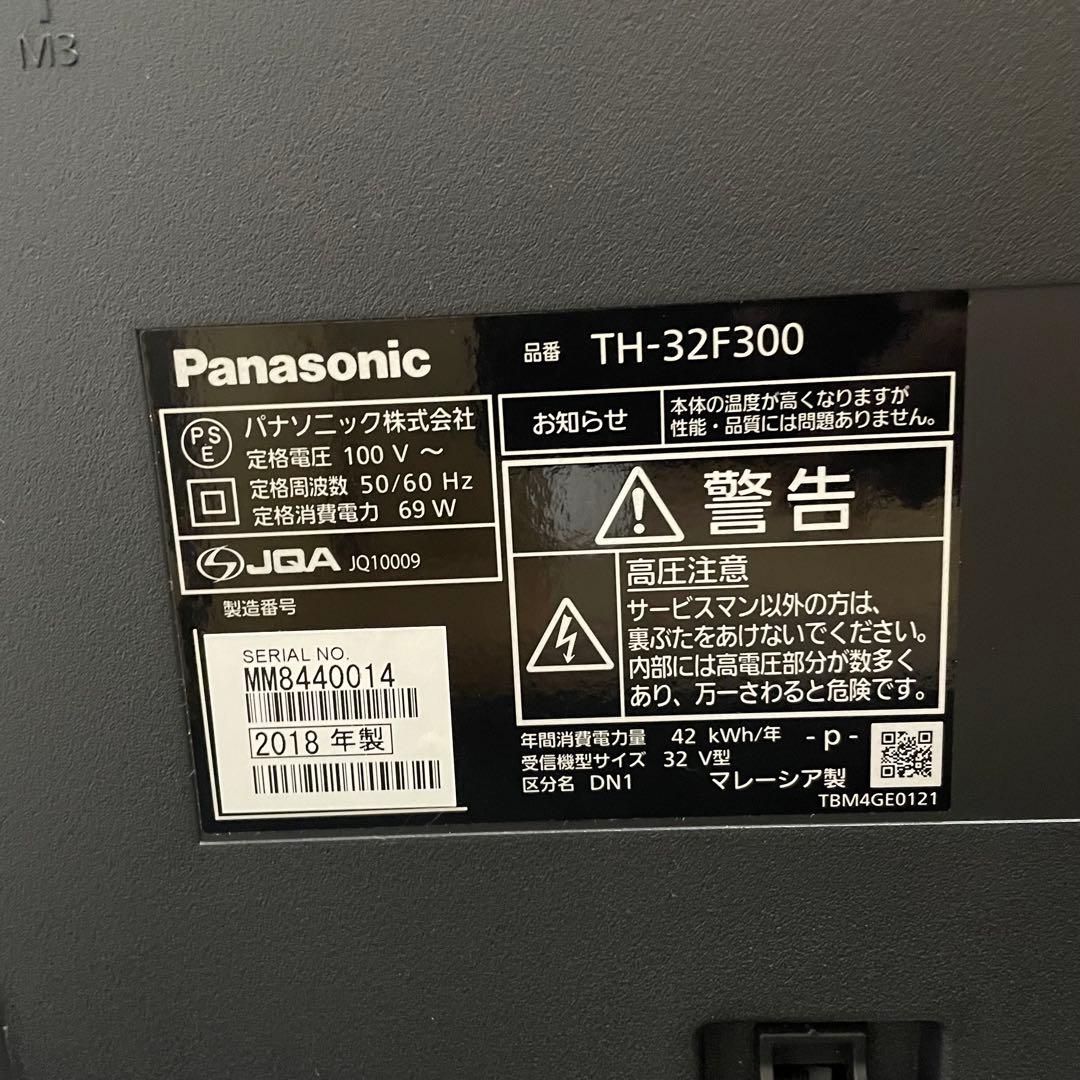 M3
Panasonic
品番 TH-32F300
PSE
パナソニック株式会社
定格電圧 100 V ～
定格周波数 50/60 Hz
定格消費電力 69 W
JQA JQ10009
製造番号
SERIAL NO.
MM8440014
2018 年製
お知らせ
本体の温度が高くなりますが
性能・品質には問題ありません。
警告
高圧注意
サービスマン以外の方は、
裏ぶたをあけないでください。
内部には高電圧部分が数多く
あり、万一さわると危険です。
年間消費電力量 42 kWh/年 -p-
受信機型サイズ 32 V型
区分名 DN1 マレーシア製
TBM4GE0121